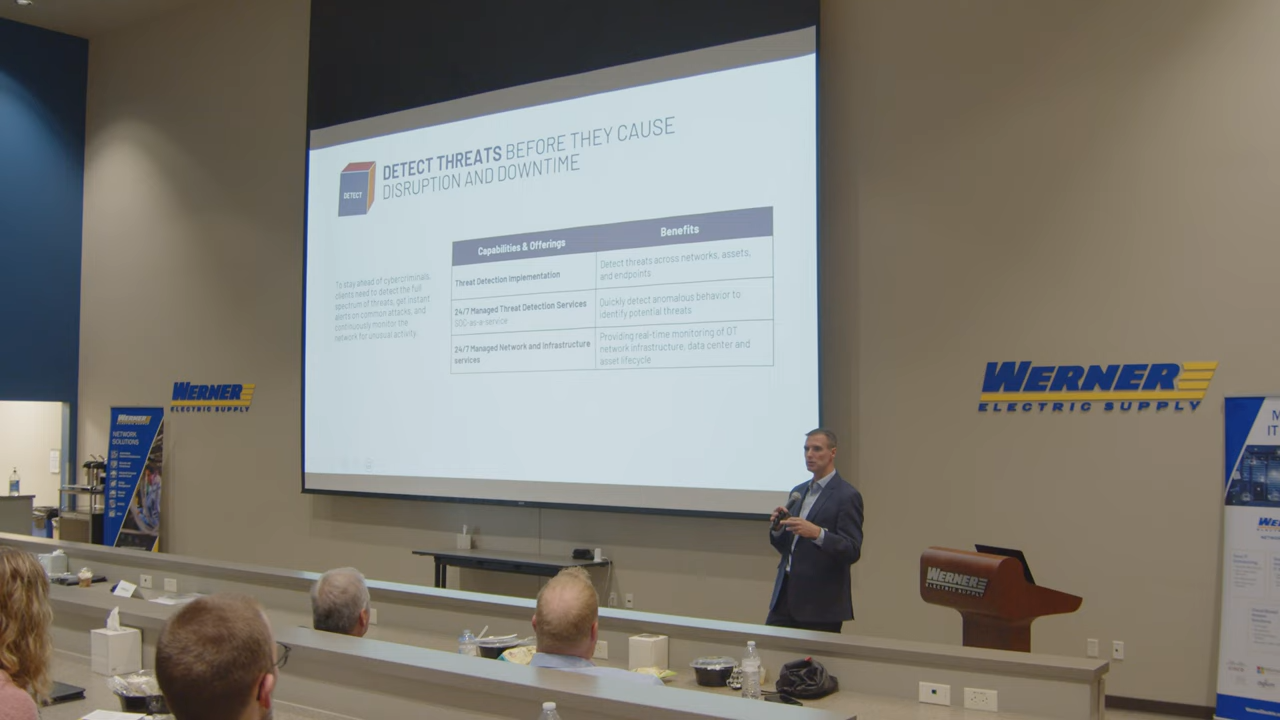 DETECT THREATS BEFORE THEY CAUSE
DISRUPTION AND DOWNTIME
DETECT
To stay ahead of cybercriminals,
clients need to detect the full
spectrum of threats, get instant
alerts on common attacks, and
continuously monitor the
network for unusual activity.
Capabilities & Offerings
Benefits
Threat Detection Implementation
Detect threats across networks, assets,
and endpoints
24/7 Managed Threat Detection Services
SOC-as-a-service
Quickly detect anomalous behavior to
identify potential threats
24/7 Managed Network and Infrastructure
services
Providing real-time monitoring of OT
network infrastructure, data center and
asset lifecycle
WERNER
ELECTRIC SUPPLY
WERNER
ELECTRIC SUPPLY
WERNER
NETWORK
SOLUTIONS
WERNER
ELECTRIC SUPPLY
M
IT
WE